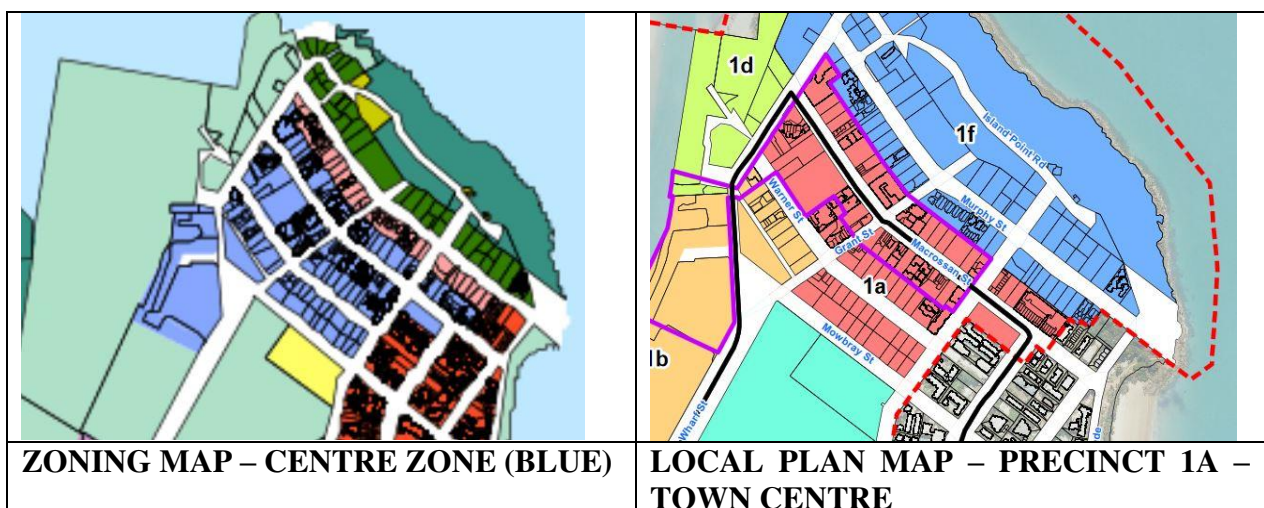 1d
1f
Island Point Rd
Warner St
Murphy St
Grant St
Macrossan St
1a
Mowbray St
1b
Wharf St
de
ZONING MAP – CENTRE ZONE (BLUE)
LOCAL PLAN MAP – PRECINCT 1A –
TOWN CENTRE